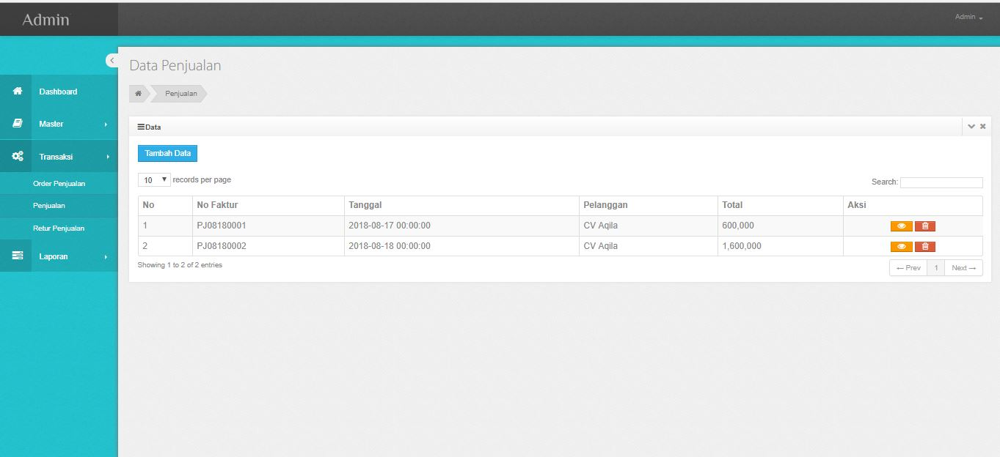 Admin
Admin
Data Penjualan
Penjualan
Dashboard
Master
Transaksi
Order Penjualan
Penjualan
Retur Penjualan
Laporan
Data
Tambah Data
10 records per page
Search:
No No Faktur Tanggal Pelanggan Total Aksi
1 PJ08180001 2018-08-17 00:00:00 CV Aqila 600,000
2 PJ08180002 2018-08-18 00:00:00 CV Aqila 1,600,000
Showing 1 to 2 of 2 entries
← Prev 1 Next →